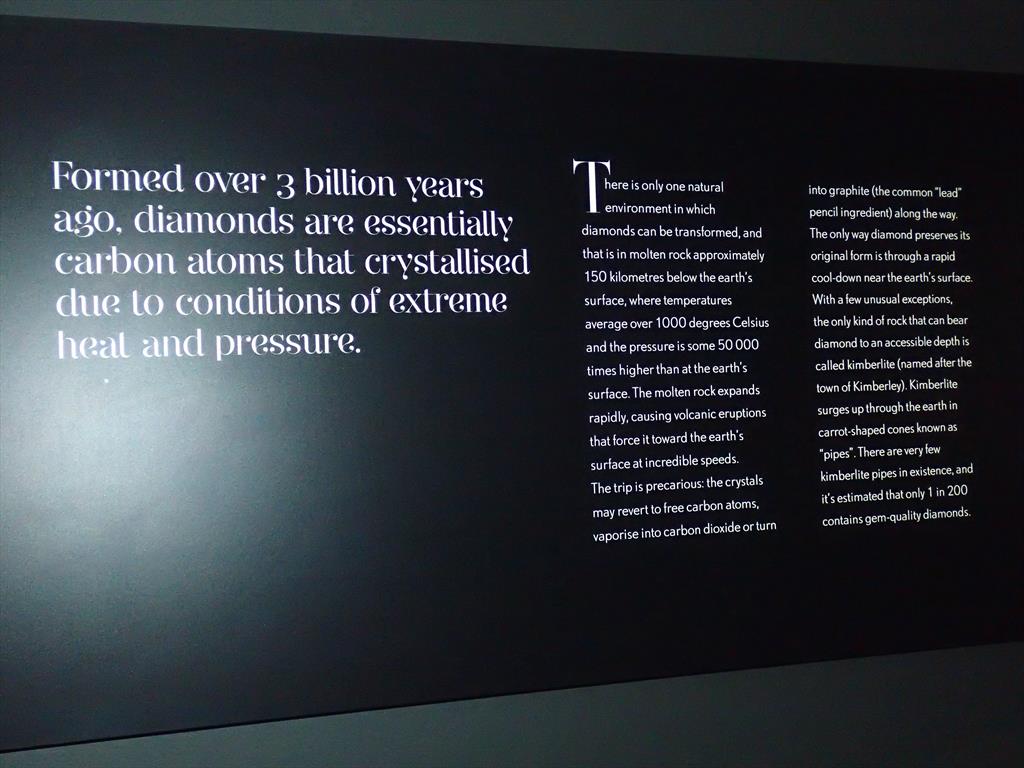 Formed over 3 billion years
ago, diamonds are essentially
carbon atoms that crystallised
due to conditions of extreme
heat and pressure.
There is only one natural
environment in which
diamonds can be transformed, and
that is in molten rock approximately
150 kilometres below the earth's
surface, where temperatures
average over 1000 degrees Celsius
and the pressure is some 50 000
times higher than at the earth's
surface. The molten rock expands
rapidly, causing volcanic eruptions
that force it toward the earth's
surface at incredible speeds.
The trip is precarious: the crystals
may revert to free carbon atoms,
vaporise into carbon dioxide or turn
into graphite (the common "lead"
pencil ingredient) along the way.
The only way diamond preserves its
original form is through a rapid
cool-down near the earth's surface.
With a few unusual exceptions,
the only kind of rock that can bear
diamond to an accessible depth is
called kimberlite (named after the
town of Kimberley). Kimberlite
surges up through the earth in
carrot-shaped cones known as
"pipes". There are very few
kimberlite pipes in existence, and
it's estimated that only 1 in 200
contains gem-quality diamonds.